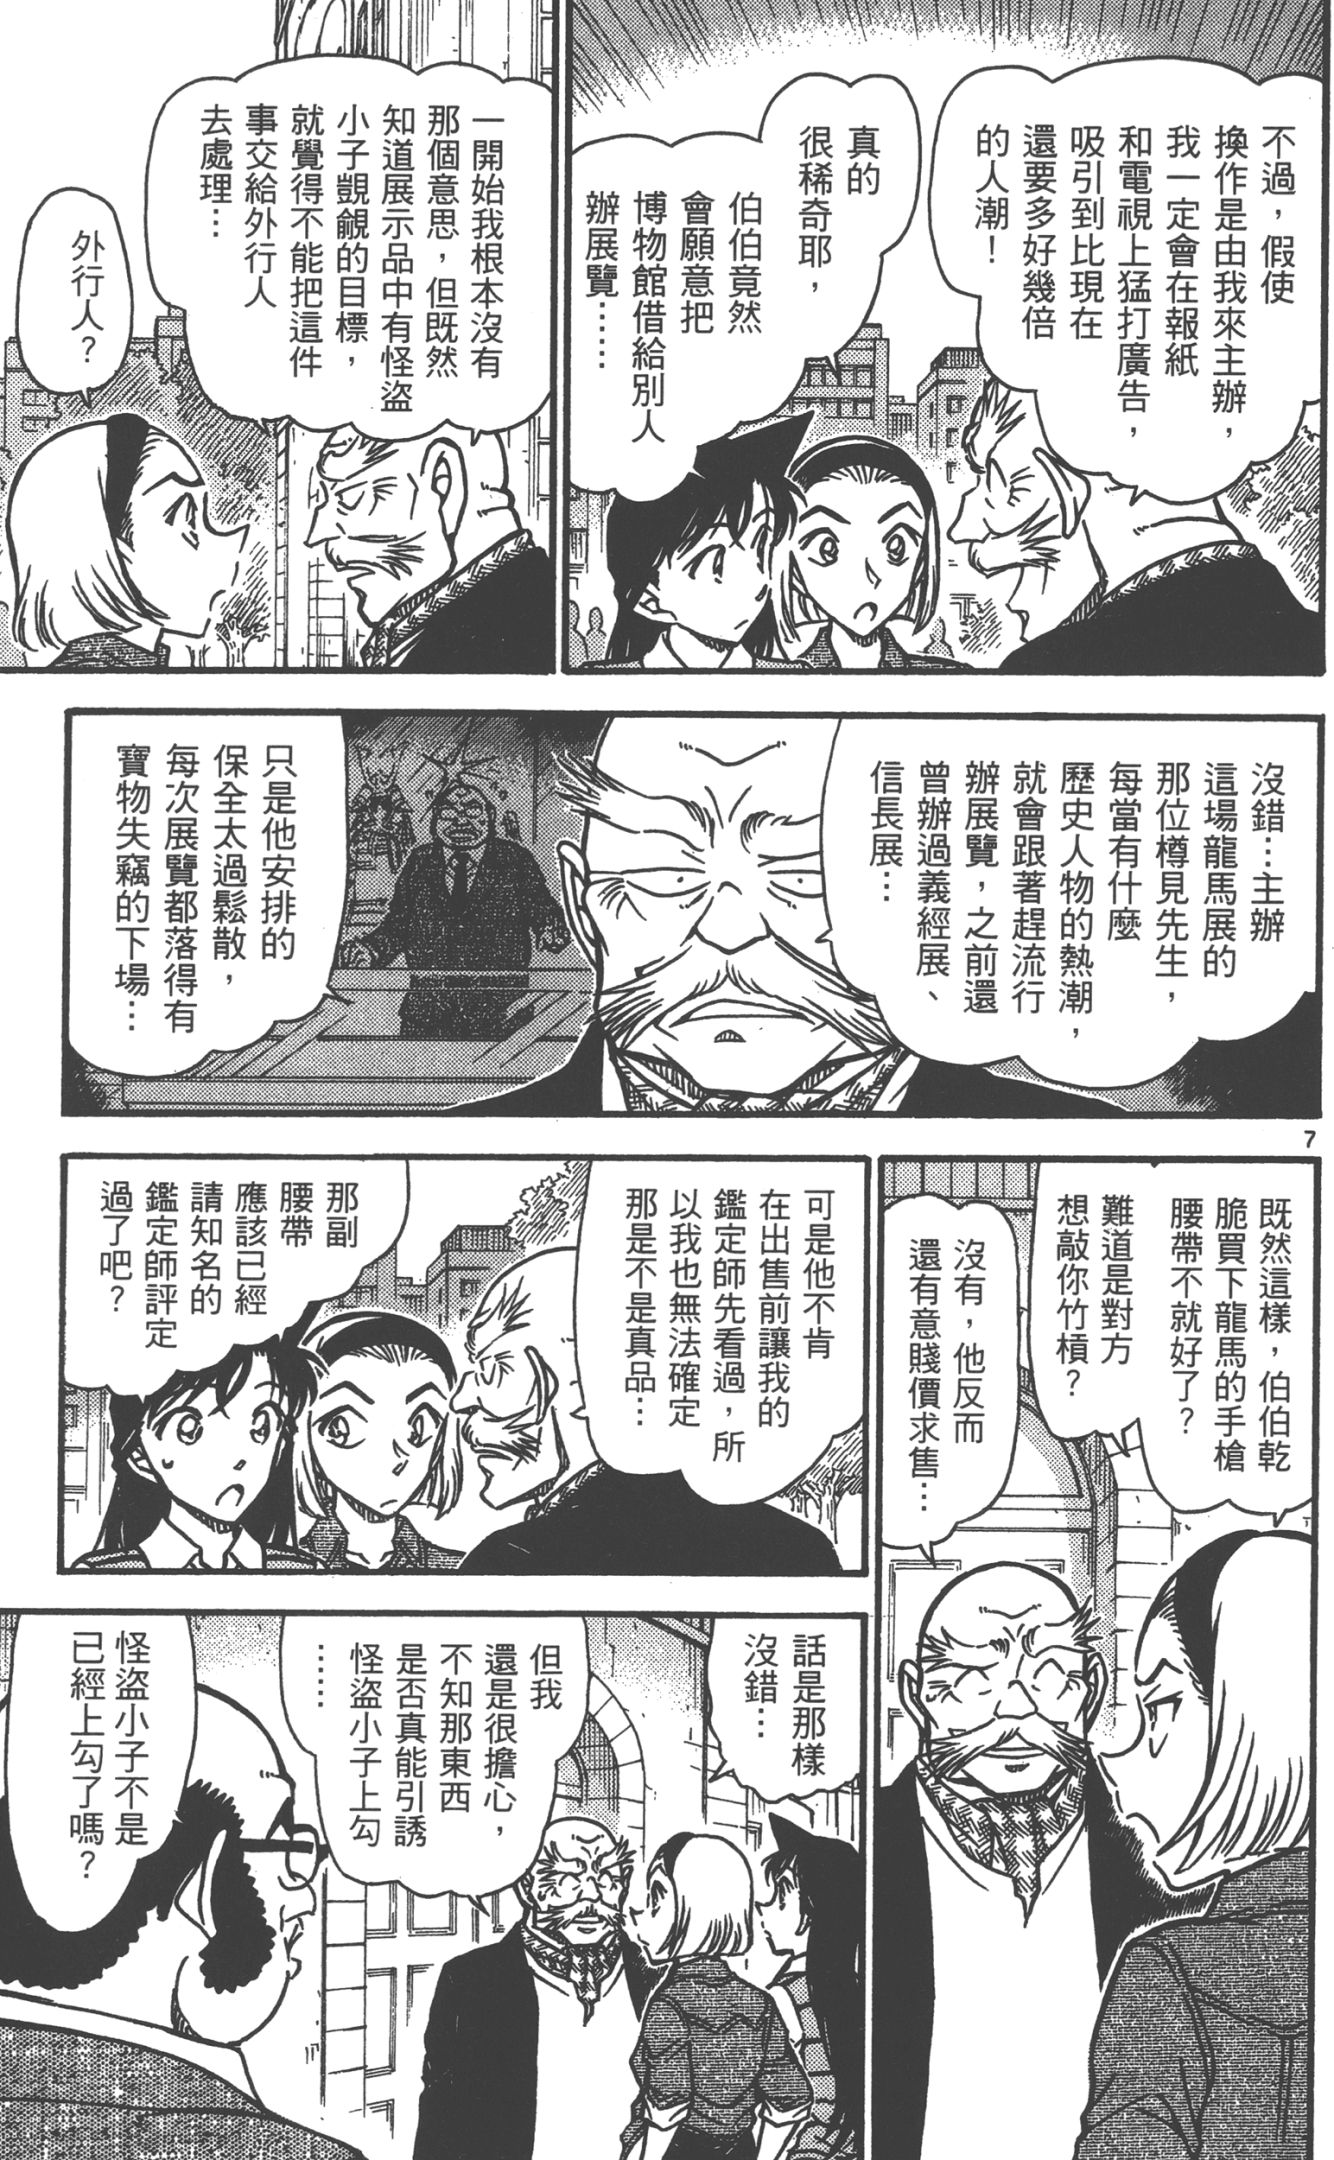 不過，假使
換作是由我來主辦，
我一定會在報紙
和電視上猛打廣告，
吸引到比現在
還要多好幾倍
的人潮！
真的
很稀奇耶，
伯伯竟然
會願意把
博物館借給別人
辦展覽……
一開始我根本沒有
那個意思，但既然
知道展示品中有怪盜
小子覬覦的目標，
就覺得不能把這件
事交給外行人
去處理…
外行人？
沒錯…主辦
這場龍馬展的
那位樽見先生，
每當有什麼
歷史人物的熱潮，
就會跟著趕流行
辦展覽，之前還
曾辦過義經展、
信長展…
只是他安排的
保全太過鬆散，
每次展覽都落得有
寶物失竊的下場…
7
既然這樣，伯伯乾
脆買下龍馬的手槍
腰帶不就好了？
難道是對方
想敲你竹槓？
沒有，他反而
還有意賤價求售…
可是他不肯
在出售前讓我的
鑑定師先看過，所
以我也無法確定
那是不是真品…
那副
腰帶
應該已經
請知名的
鑑定師評定
過了吧？
話是那樣
沒錯…
但我
還是很擔心，
不知那東西
是否真能引誘
怪盜小子上勾
……
怪盜小子不是
已經上勾了嗎？